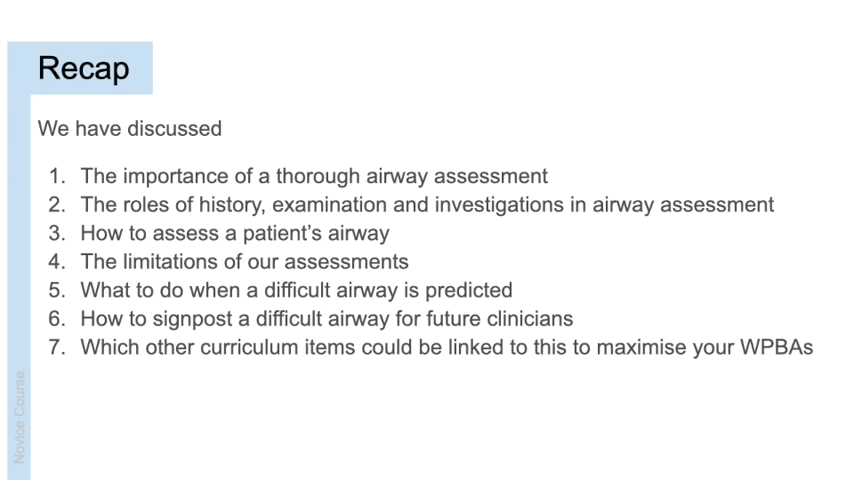 Recap
We have discussed
1. The importance of a thorough airway assessment
2. The roles of history, examination and investigations in airway assessment
3. How to assess a patient's airway
4. The limitations of our assessments
5. What to do when a difficult airway is predicted
6. How to signpost a difficult airway for future clinicians
7. Which other curriculum items could be linked to this to maximise your WPBAs
Novice Course